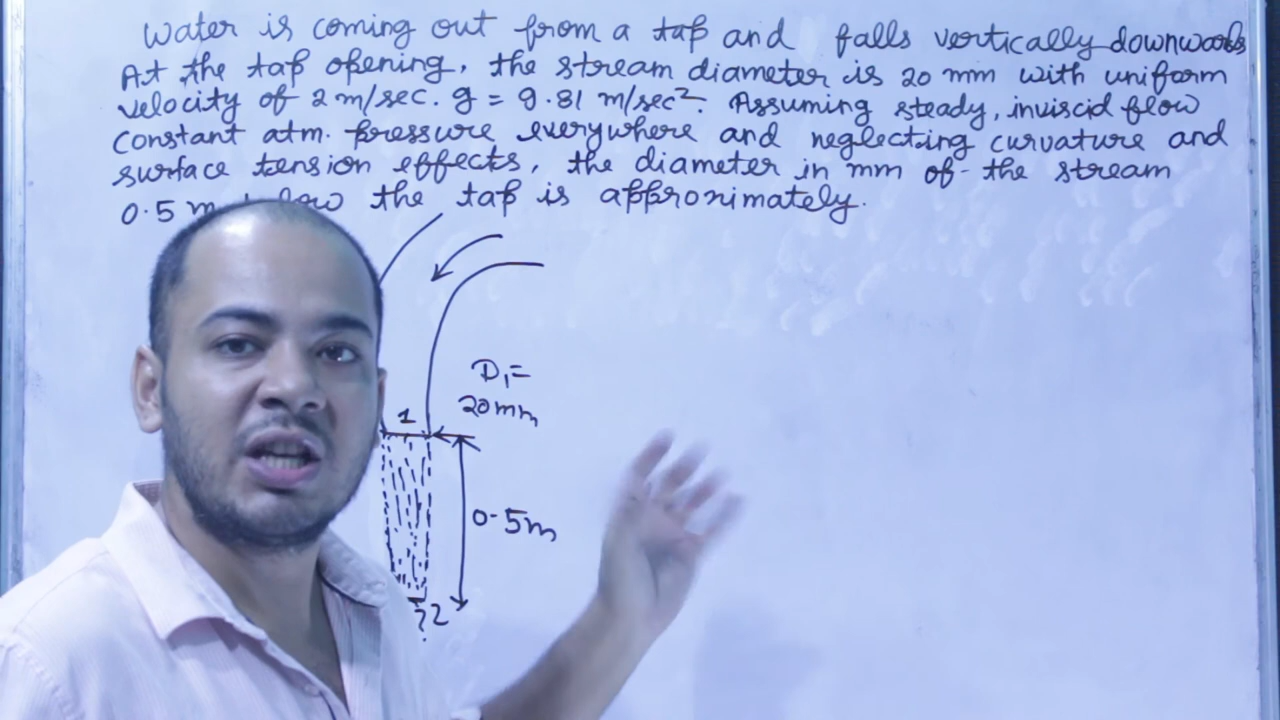 Water is coming out from a tap and falls vertically downwards
At the tap opening, the stream diameter is 20 mm with uniform
velocity of 2 m/sec. g = 9.81 m/sec². Assuming steady, inviscid flow
constant atm. pressure everywhere and neglecting curvature and
surface tension effects, the diameter in mm of the stream
0.5 m the tap is approximately.
D₁=
20mm
1
0.5m
2
?